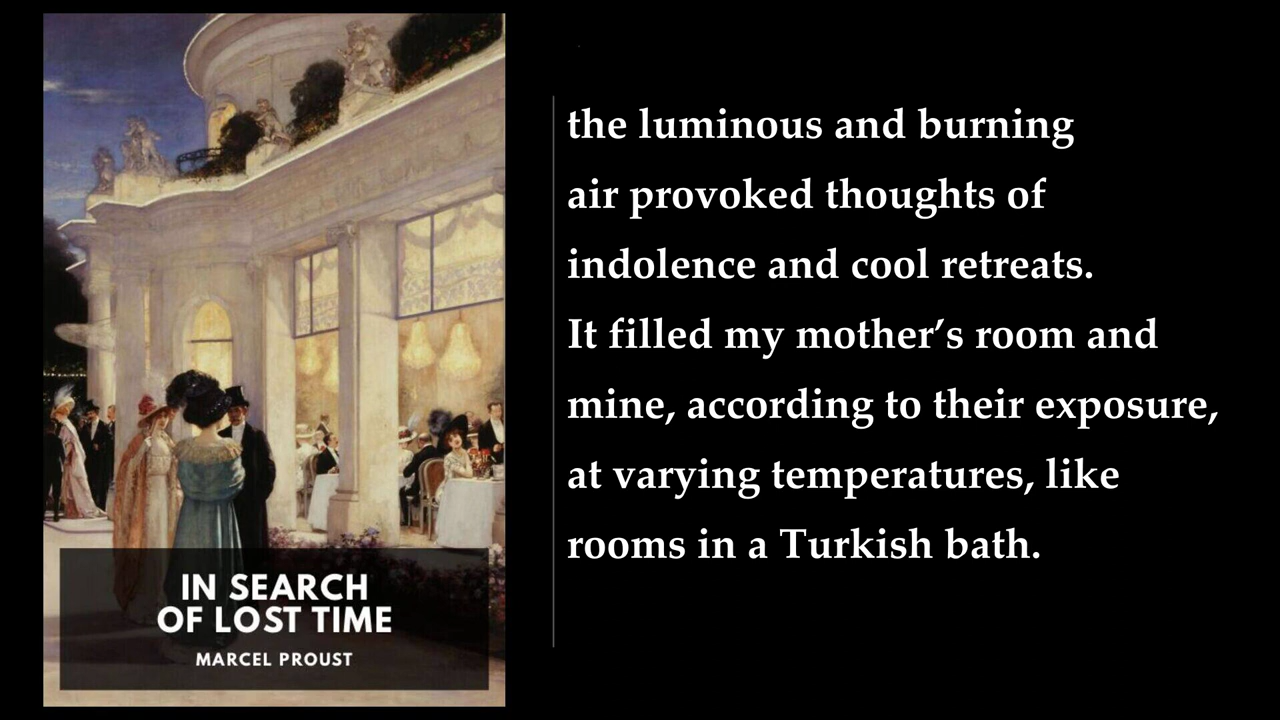 the luminous and burning
air provoked thoughts of
indolence and cool retreats.
It filled my mother’s room and
mine, according to their exposure,
at varying temperatures, like
rooms in a Turkish bath.
IN SEARCH
OF LOST TIME
MARCEL PROUST